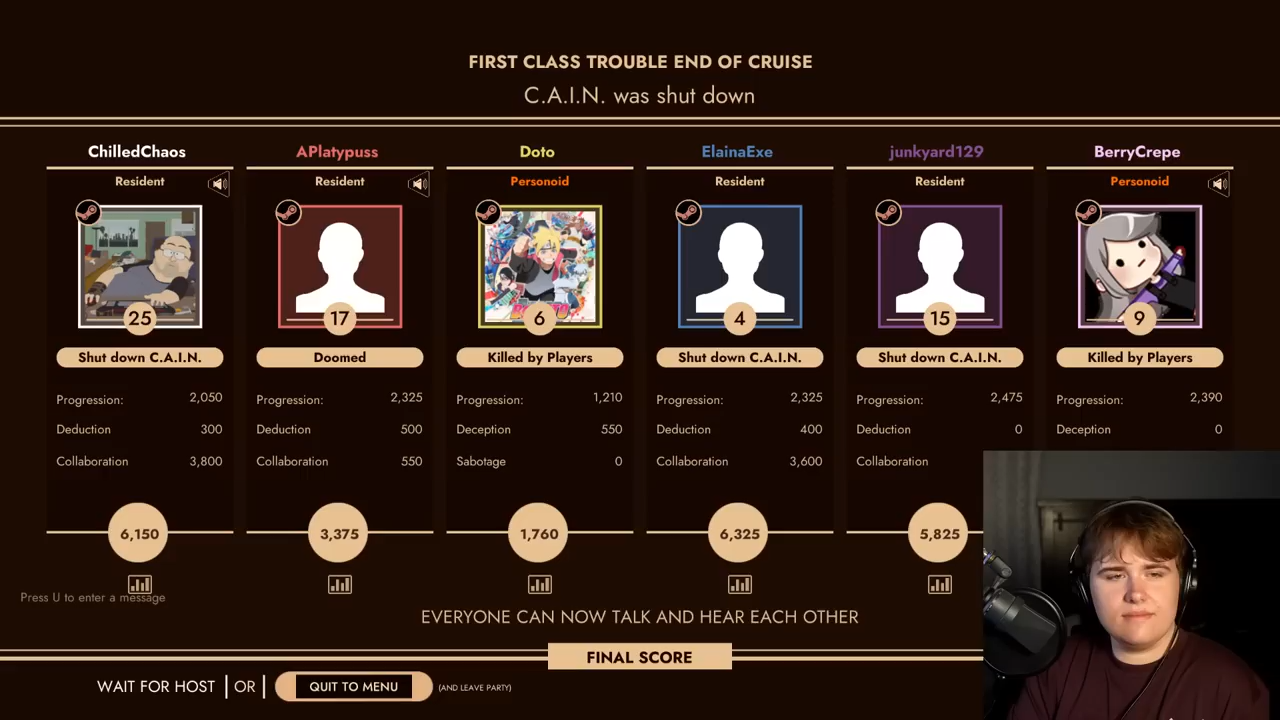 FIRST CLASS TROUBLE END OF CRUISE
C.A.I.N. was shut down
ChilledChaos
Resident
25
Shut down C.A.I.N.
Progression: 2,050
Deduction 300
Collaboration 3,800
6,150
APlatypuss
Resident
17
Doomed
Progression: 2,325
Deduction 500
Collaboration 550
3,375
Doto
Personoid
6
Killed by Players
Progression: 1,210
Deception 550
Sabotage 0
1,760
ElainaExe
Resident
4
Shut down C.A.I.N.
Progression: 2,325
Deduction 400
Collaboration 3,600
6,325
junkyard129
Resident
15
Shut down C.A.I.N.
Progression: 2,475
Deduction 0
Collaboration
5,825
BerryCrepe
Personoid
9
Killed by Players
Progression: 2,390
Deception 0
Press U to enter a message
EVERYONE CAN NOW TALK AND HEAR EACH OTHER
FINAL SCORE
WAIT FOR HOST OR QUIT TO MENU (AND LEAVE PARTY)